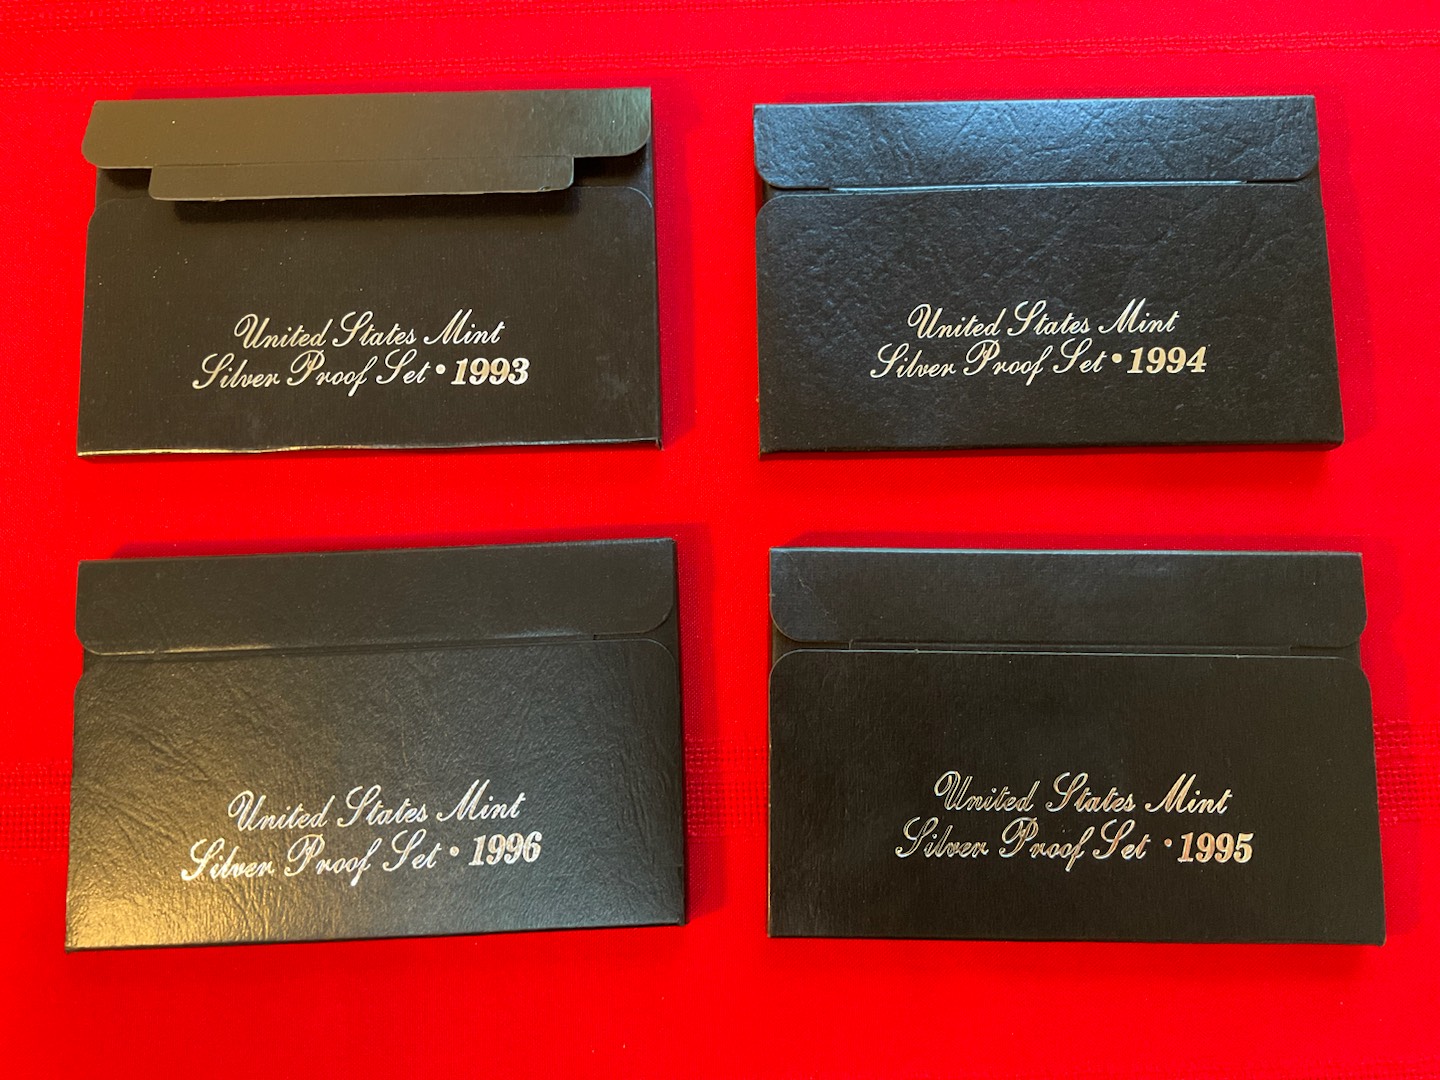 United States Mint
Silver Proof Set • 1993
United States Mint
Silver Proof Set • 1994
United States Mint
Silver Proof Set • 1996
United States Mint
Silver Proof Set • 1995